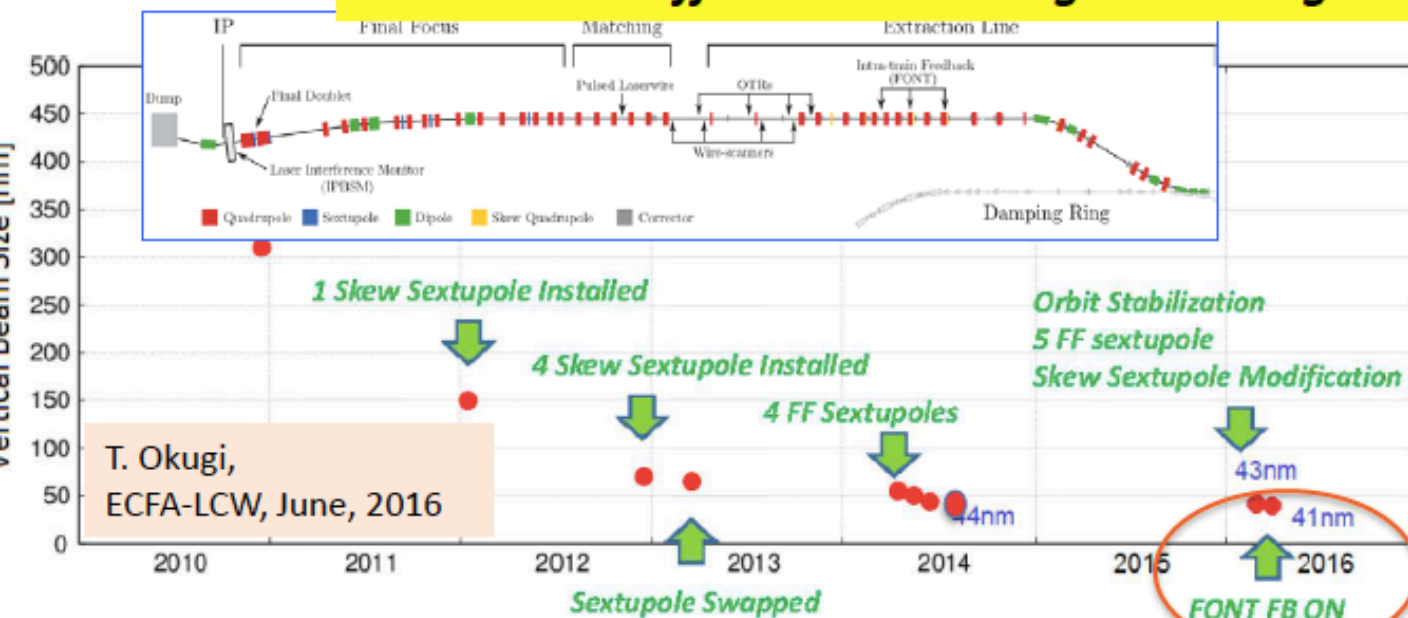 IP
Final Focus
Matching
Extraction Line
Dump
Final Doublet
Pulsed Laserwire
OTRs
Intra-train Feedback
(FONT)
Laser Interference Monitor
(IPBSM)
Wire-scanners
Damping Ring
Quadrupole
Sextupole
Dipole
Skew Quadrupole
Corrector
Vertical Beam Size [nm]
500
450
400
350
300
250
200
150
100
50
0
1 Skew Sextupole Installed
4 Skew Sextupole Installed
4 FF Sextupoles
Orbit Stabilization
5 FF sextupole
Skew Sextupole Modification
T. Okugi,
ECFA-LCW, June, 2016
44nm
43nm
41nm
2010
2011
2012
2013
2014
2015
2016
Sextupole Swapped
FONT FB ON